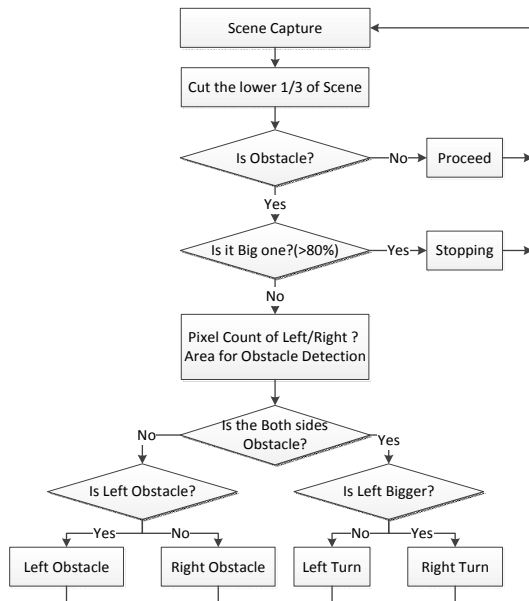 Scene Capture
Cut the lower 1/3 of Scene
Is Obstacle?
No
Proceed
Yes
Is it Big one?(>80%)
Yes
Stopping
No
Pixel Count of Left/Right ?
Area for Obstacle Detection
Is the Both sides
Obstacle?
No
Yes
Is Left Obstacle?
Is Left Bigger?
Yes
No
No
Yes
Left Obstacle
Right Obstacle
Left Turn
Right Turn